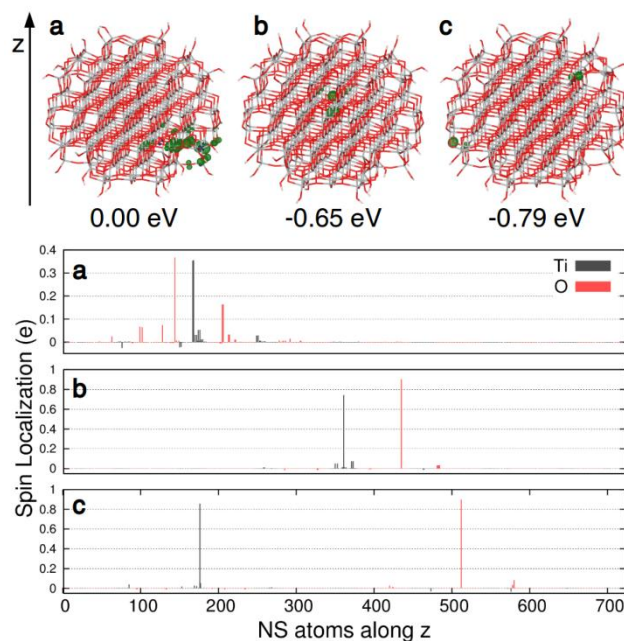 z
a
b
c
0.00 eV
-0.65 eV
-0.79 eV
a
Ti
O
0.4
0.3
0.2
0.1
0
b
1
0.8
0.6
0.4
0.2
0
c
1
0.8
0.6
0.4
0.2
0
Spin Localization (e)
0 100 200 300 400 500 600 700
NS atoms along z